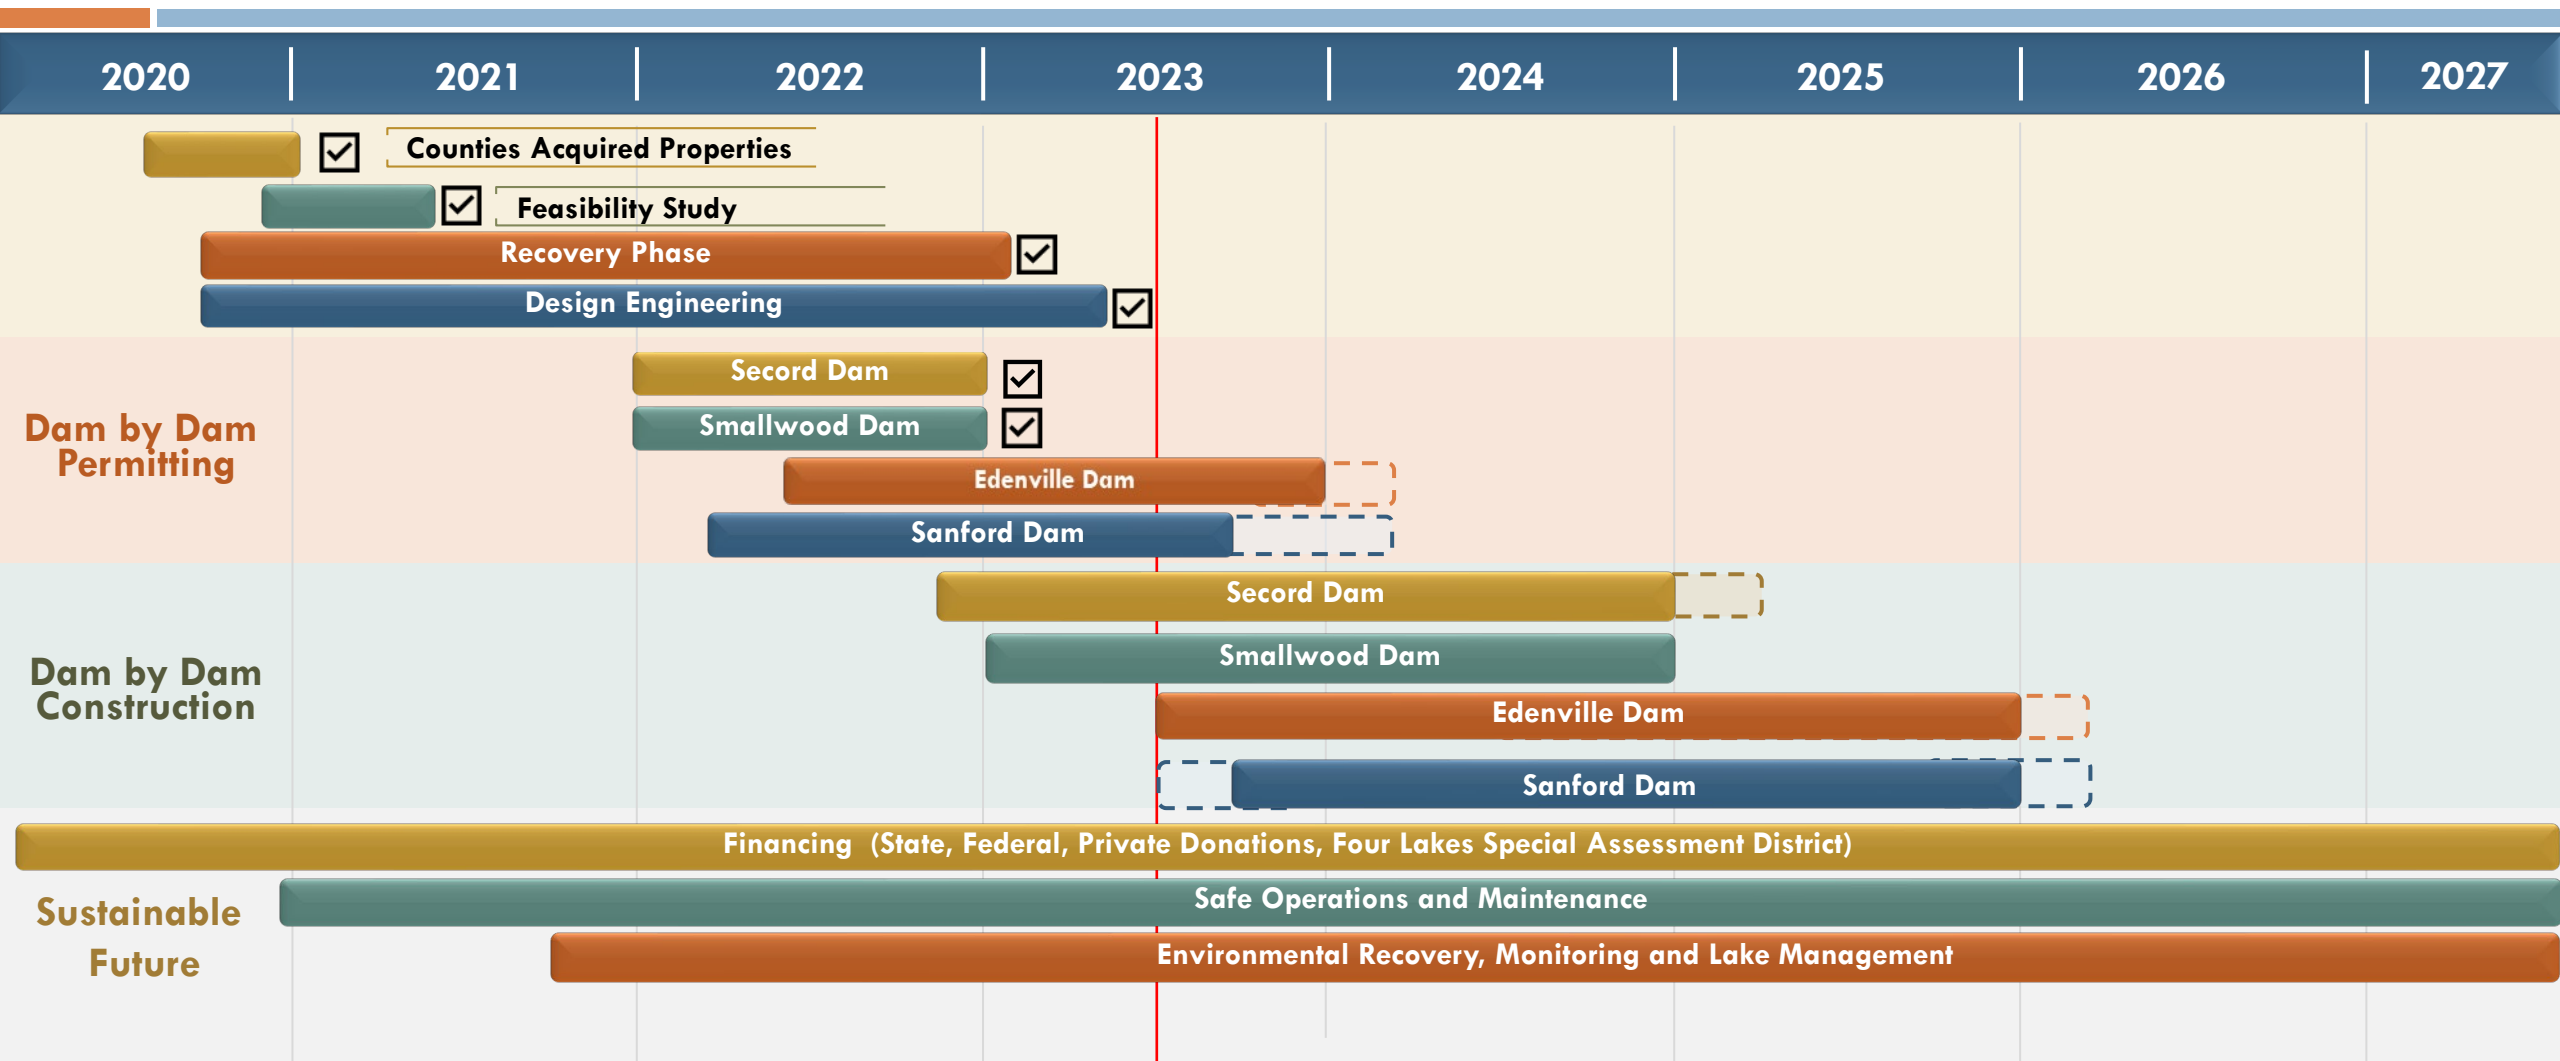 2020 2021 2022 2023 2024 2025 2026 2027
Counties Acquired Properties
Feasibility Study
Recovery Phase
Design Engineering
Dam by Dam
Permitting
Secord Dam
Smallwood Dam
Edenville Dam
Sanford Dam
Dam by Dam
Construction
Secord Dam
Smallwood Dam
Edenville Dam
Sanford Dam
Sustainable
Future
Financing (State, Federal, Private Donations, Four Lakes Special Assessment District)
Safe Operations and Maintenance
Environmental Recovery, Monitoring and Lake Management